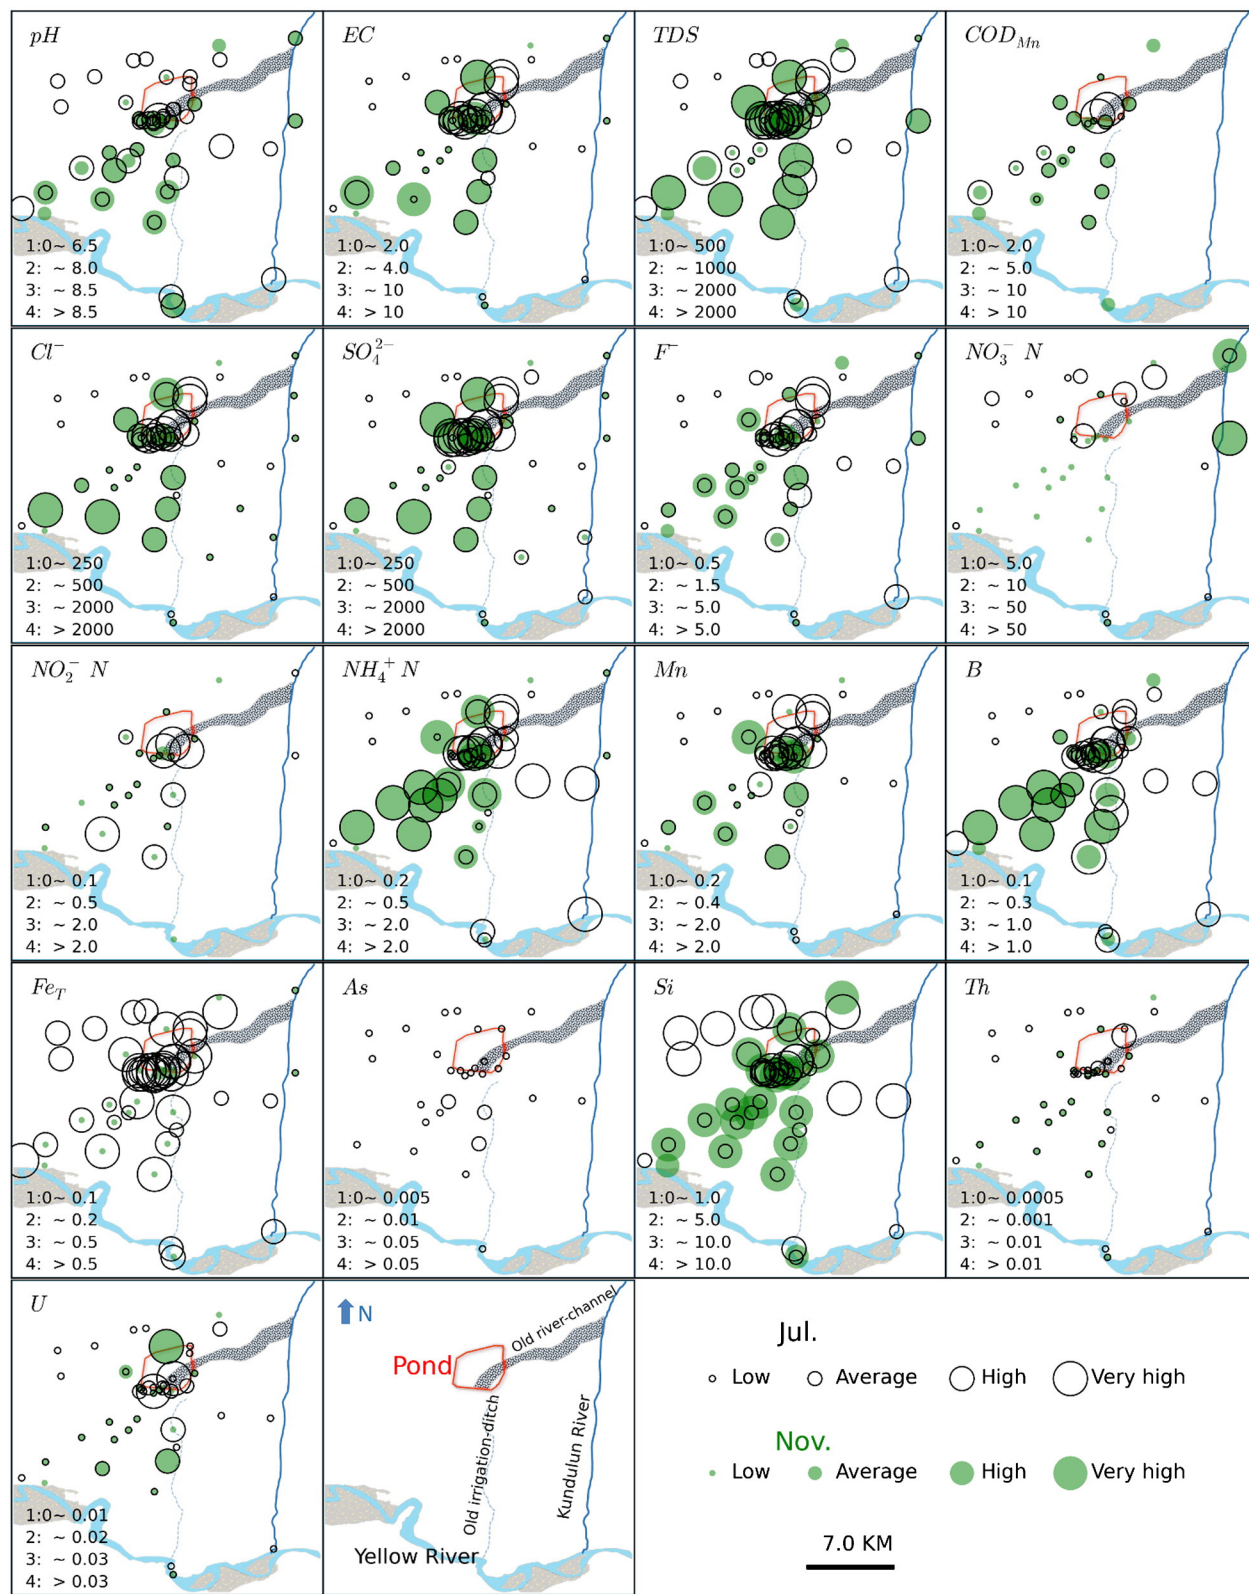 pH
1:0~ 6.5
2: ~ 8.0
3: ~ 8.5
4: > 8.5
EC
1:0~ 2.0
2: ~ 4.0
3: ~ 10
4: > 10
TDS
1:0~ 500
2: ~ 1000
3: ~ 2000
4: > 2000
COD_Mn
1:0~ 2.0
2: ~ 5.0
3: ~ 10
4: > 10
Cl⁻
1:0~ 250
2: ~ 500
3: ~ 2000
4: > 2000
SO₄²⁻
1:0~ 250
2: ~ 500
3: ~ 2000
4: > 2000
F⁻
1:0~ 0.5
2: ~ 1.5
3: ~ 5.0
4: > 5.0
NO₃⁻ N
1:0~ 5.0
2: ~ 10
3: ~ 50
4: > 50
NO₂⁻ N
1:0~ 0.1
2: ~ 0.5
3: ~ 2.0
4: > 2.0
NH₄⁺ N
1:0~ 0.2
2: ~ 0.5
3: ~ 2.0
4: > 2.0
Mn
1:0~ 0.2
2: ~ 0.4
3: ~ 2.0
4: > 2.0
B
1:0~ 0.1
2: ~ 0.3
3: ~ 1.0
4: > 1.0
Fe_T
1:0~ 0.1
2: ~ 0.2
3: ~ 0.5
4: > 0.5
As
1:0~ 0.005
2: ~ 0.01
3: ~ 0.05
4: > 0.05
Si
1:0~ 1.0
2: ~ 5.0
3: ~ 10.0
4: > 10.0
Th
1:0~ 0.0005
2: ~ 0.001
3: ~ 0.01
4: > 0.01
U
1:0~ 0.01
2: ~ 0.02
3: ~ 0.03
4: > 0.03
N
Old river-channel
Pond
Old irrigation-ditch
Kundulun River
Yellow River
Jul.
Low Average High Very high
Nov.
Low Average High Very high
7.0 KM